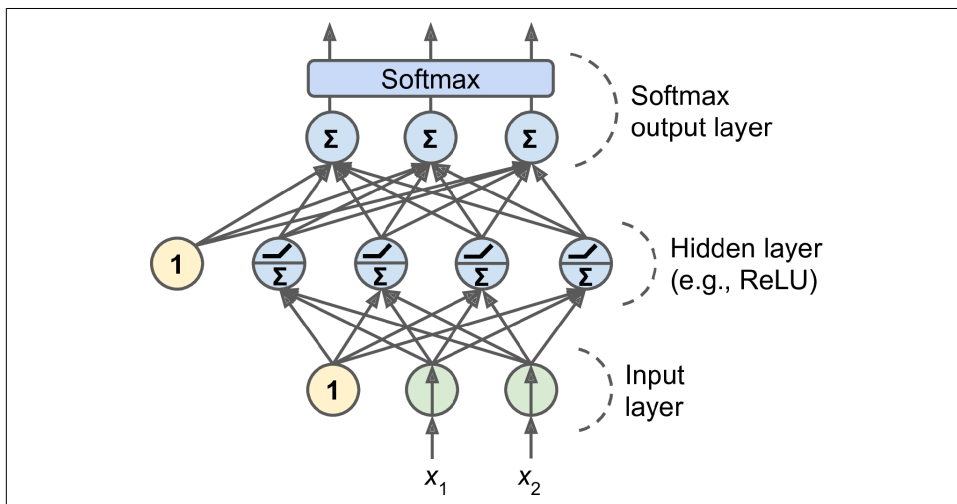 Softmax
Softmax
output layer
Σ Σ Σ
1
Σ Σ Σ Σ
Hidden layer
(e.g., ReLU)
1
Input
layer
x₁ x₂